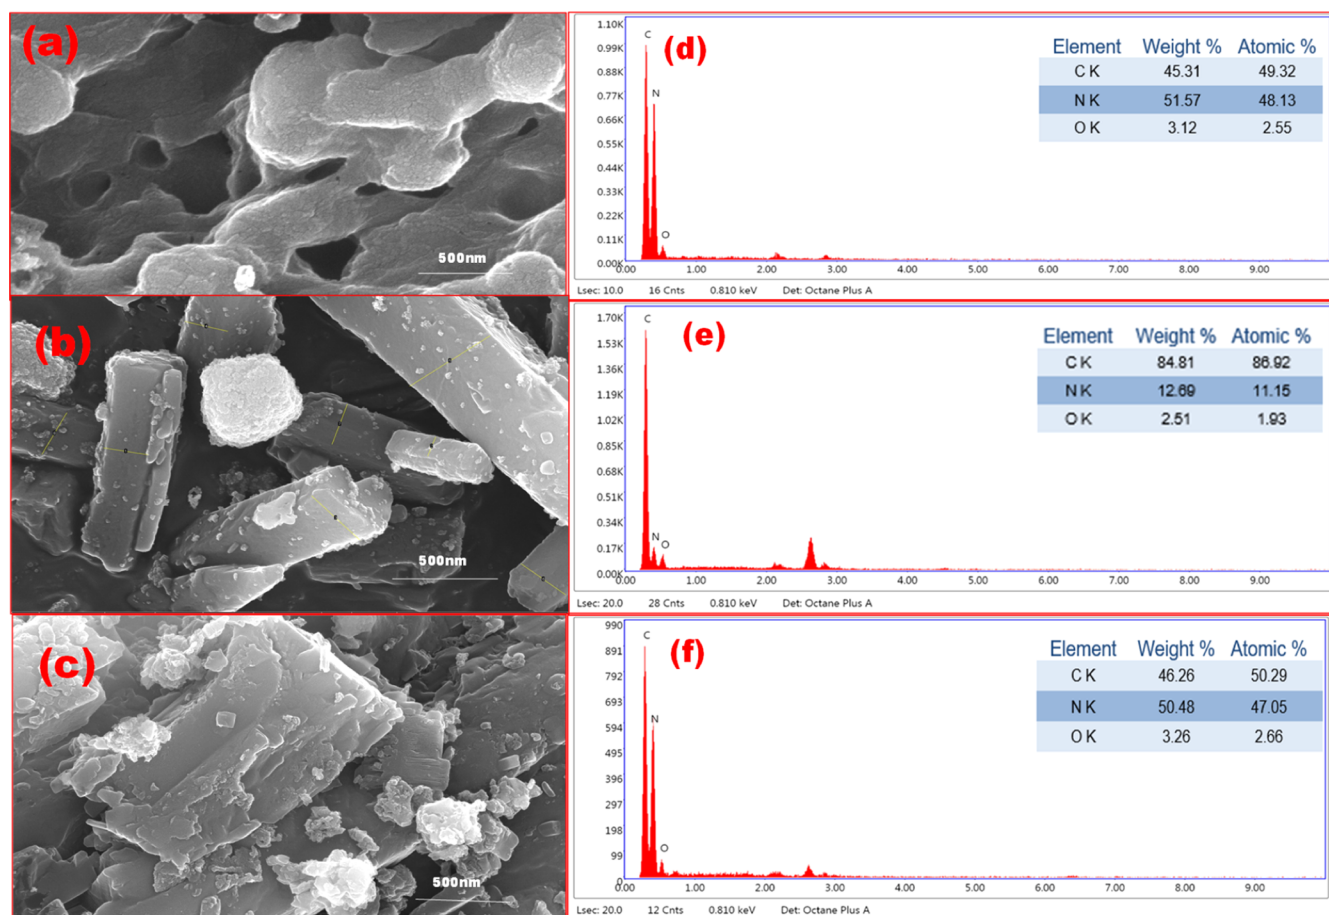 (a)
500nm
(d)
1.10K
0.99K
0.88K
0.77K
0.66K
0.55K
0.44K
0.33K
0.22K
0.11K
0.00K
C
N
O
0.00 1.00 2.00 3.00 4.00 5.00 6.00 7.00 8.00 9.00
Lsec: 10.0 16 Cnts 0.810 keV Det: Octane Plus A
Element Weight % Atomic %
C K 45.31 49.32
N K 51.57 48.13
O K 3.12 2.55
(b)
500nm
(e)
1.70K
1.53K
1.36K
1.19K
1.02K
0.85K
0.68K
0.51K
0.34K
0.17K
0.00K
C
N
O
0.00 1.00 2.00 3.00 4.00 5.00 6.00 7.00 8.00 9.00
Lsec: 20.0 28 Cnts 0.810 keV Det: Octane Plus A
Element Weight % Atomic %
C K 84.81 86.92
N K 12.69 11.15
O K 2.51 1.93
(c)
500nm
(f)
990
891
792
693
594
495
396
297
198
99
0
C
N
O
0.00 1.00 2.00 3.00 4.00 5.00 6.00 7.00 8.00 9.00
Lsec: 20.0 12 Cnts 0.810 keV Det: Octane Plus A
Element Weight % Atomic %
C K 46.26 50.29
N K 50.48 47.05
O K 3.26 2.66